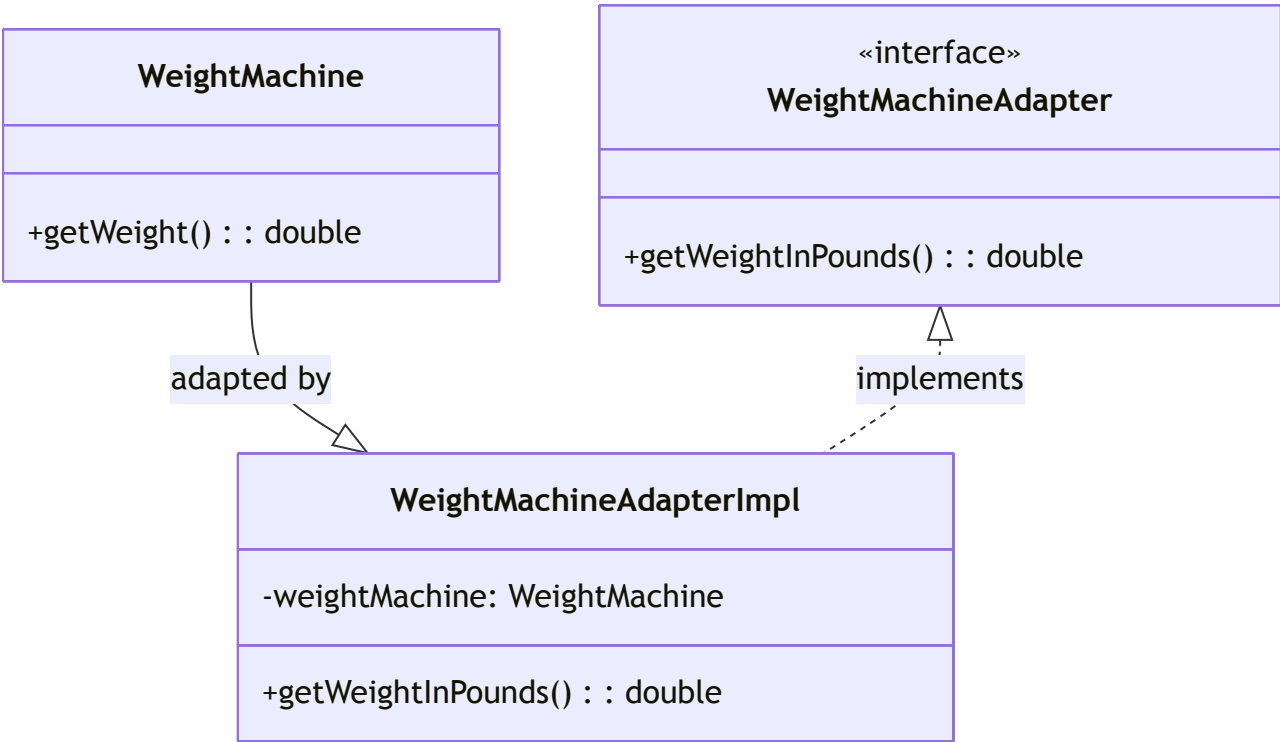 WeightMachine
+getWeight() : : double
«interface»
WeightMachineAdapter
+getWeightInPounds() : : double
adapted by
implements
WeightMachineAdapterImpl
-weightMachine: WeightMachine
+getWeightInPounds() : : double